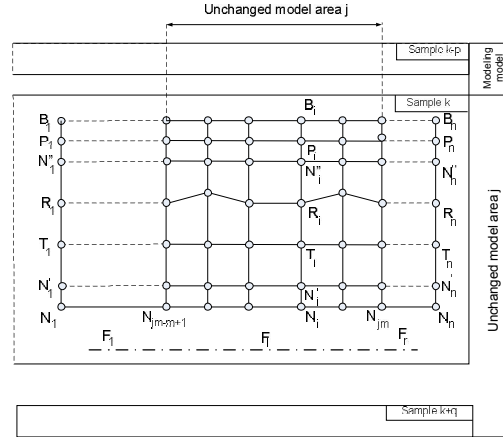 Unchanged model area j
Sample k-p
Modeling model
Sample k
B1 Bi Bn
P1 Pi Pn
N"1 N"i N"n
R1 Ri Rn
T1 Ti Tn
N'1 N'i N'n
N1 Njm-m+1 Ni Njm Nn
F1 Fi Fr
Unchanged model area j
Sample k+q